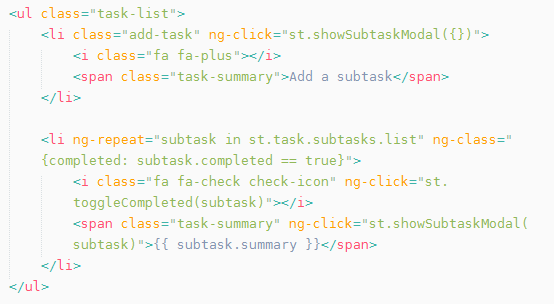 <ul class="task-list">
    <li class="add-task" ng-click="st.showSubtaskModal({})">
        <i class="fa fa-plus"></i>
        <span class="task-summary">Add a subtask</span>
    </li>

    <li ng-repeat="subtask in st.task.subtasks.list" ng-class="
    {completed: subtask.completed == true}">
        <i class="fa fa-check check-icon" ng-click="st.
        toggleCompleted(subtask)"></i>
        <span class="task-summary" ng-click="st.showSubtaskModal(
        subtask)">{{ subtask.summary }}</span>
    </li>
</ul>